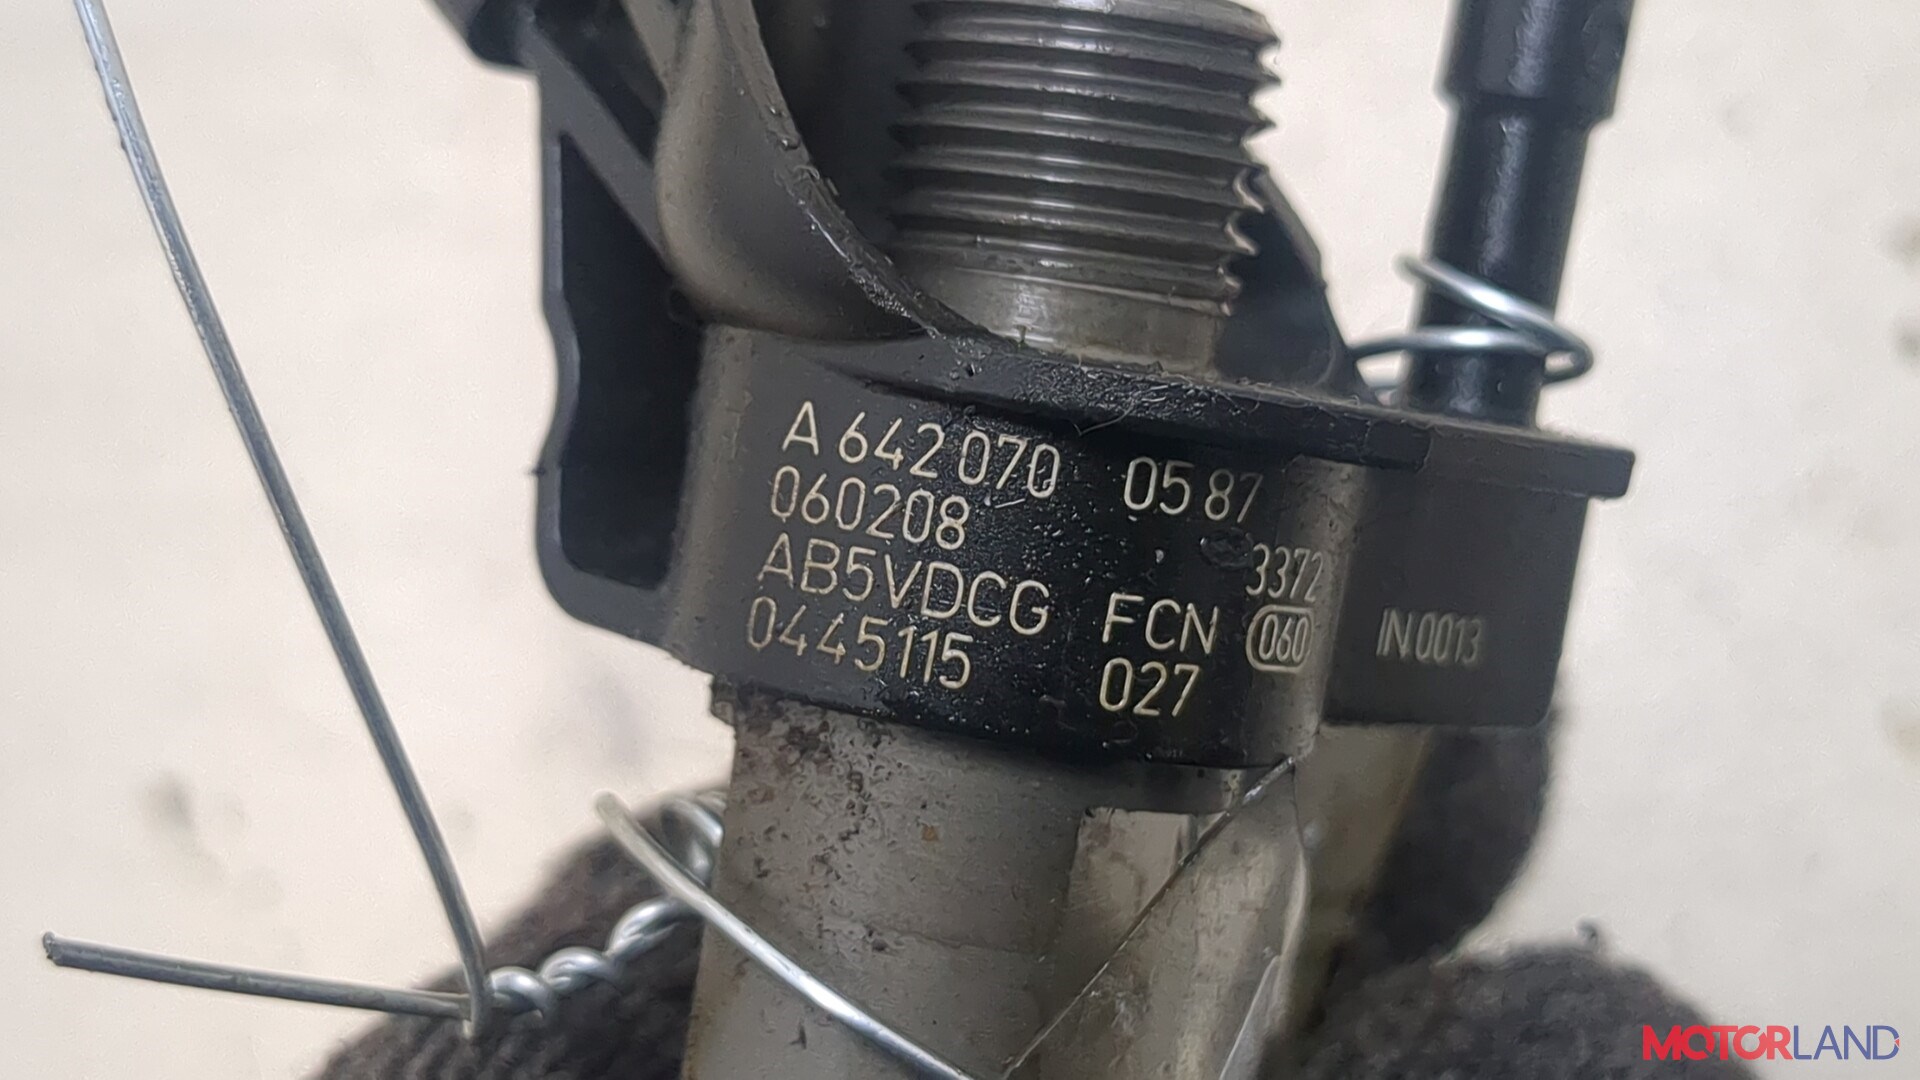 A 642 070 05 87
060208
3372
AB5VDCG FCN 060
IN0013
0445115 027
MOTORLAND